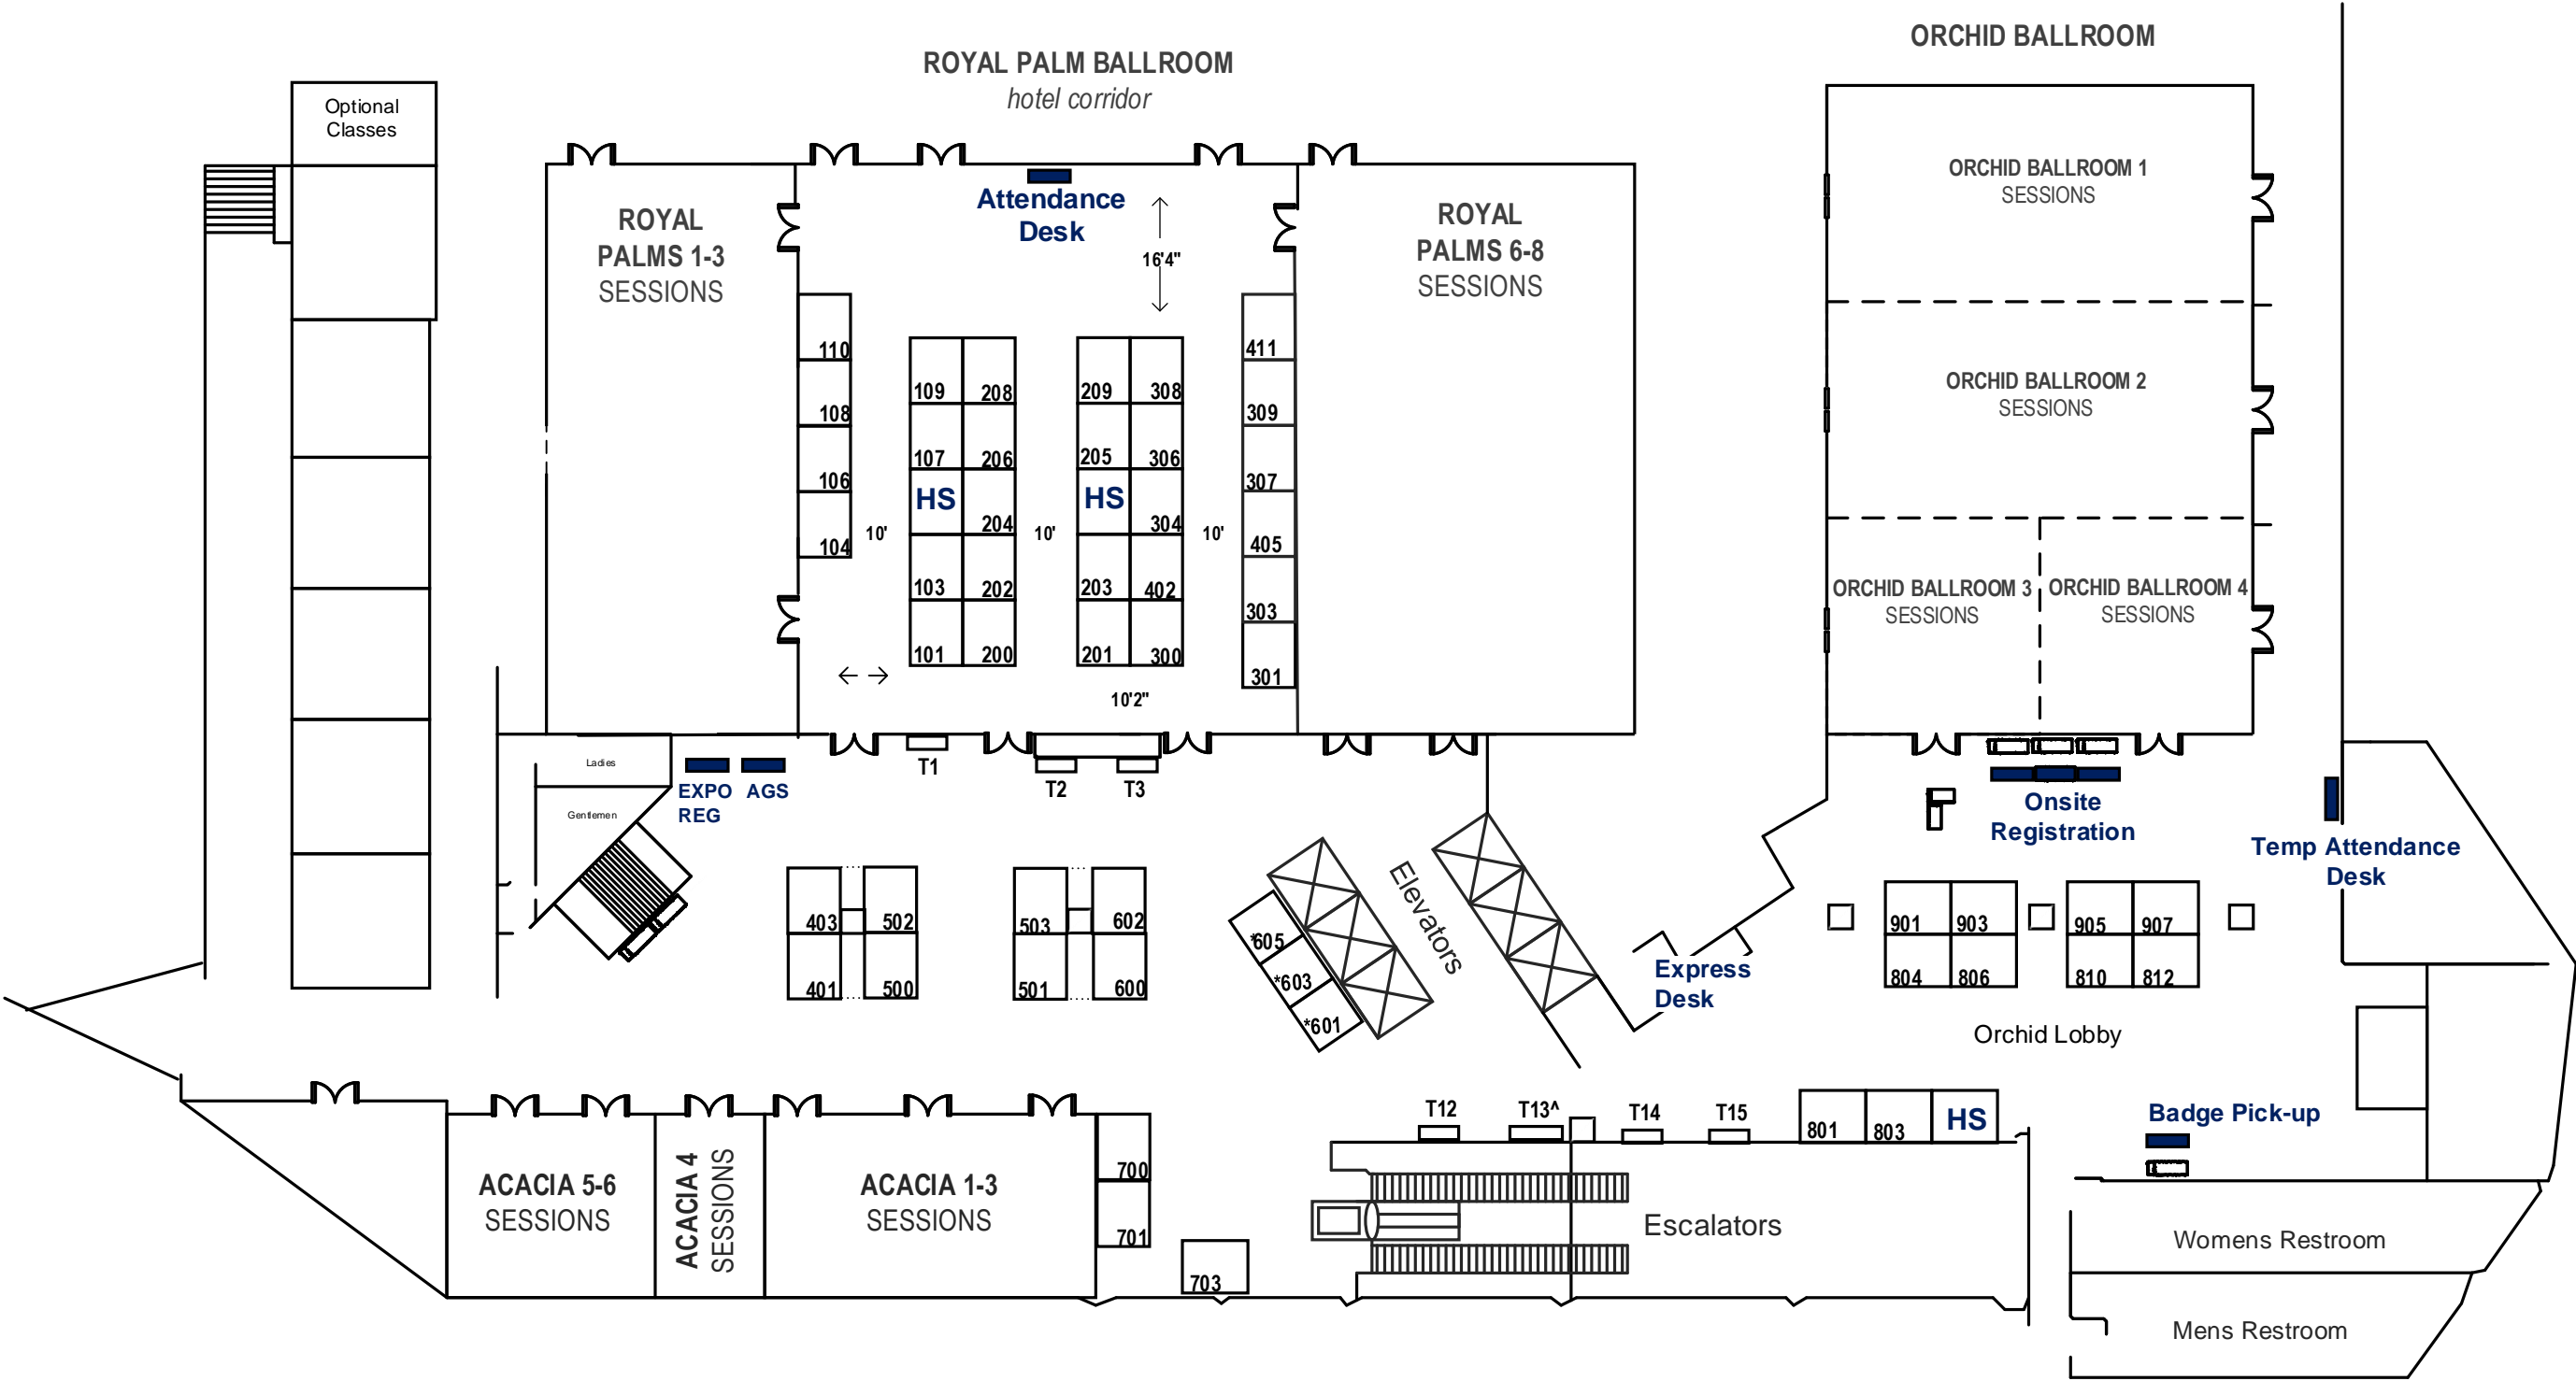 ROYAL PALM BALLROOM
hotel corridor
ORCHID BALLROOM
Optional
Classes
ROYAL
PALMS 1-3
SESSIONS
Attendance
Desk
16'4"
ROYAL
PALMS 6-8
SESSIONS
ORCHID BALLROOM 1
SESSIONS
ORCHID BALLROOM 2
SESSIONS
ORCHID BALLROOM 3
SESSIONS
ORCHID BALLROOM 4
SESSIONS
110
108
106
104
10'
109
208
107
206
HS
204
103
202
101
200
10'
209
308
205
306
HS
304
203
402
201
300
10'
411
309
307
405
303
301
10'2"
Ladies
Gentlemen
EXPO
REG
AGS
T1
T2
T3
403
502
401
500
503
602
501
600
*605
*603
*601
Elevators
Express
Desk
Onsite
Registration
Temp Attendance
Desk
901
903
905
907
804
806
810
812
Orchid Lobby
T12
T13^
T14
T15
801
803
HS
Badge Pick-up
ACACIA 5-6
SESSIONS
ACACIA 4
SESSIONS
ACACIA 1-3
SESSIONS
700
701
703
Escalators
Womens Restroom
Mens Restroom